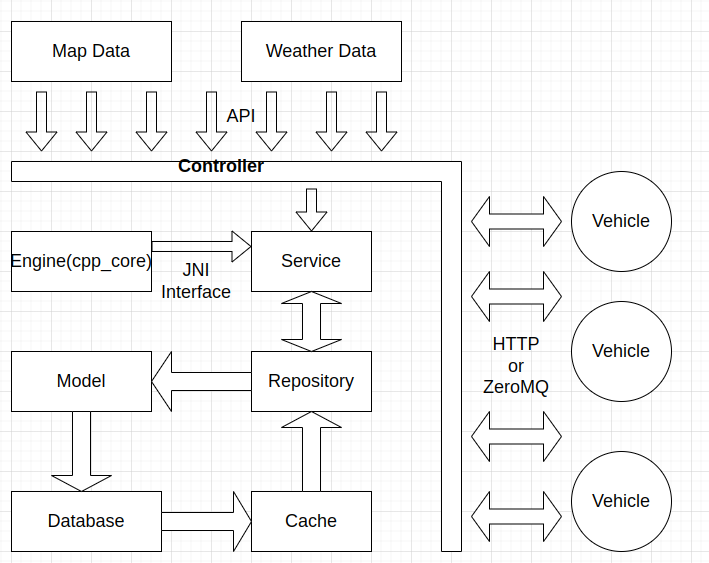 Map Data
Weather Data
API
Controller
Engine(cpp_core)
JNI
Interface
Service
Vehicle
HTTP
or
ZeroMQ
Vehicle
Model
Repository
Database
Cache
Vehicle